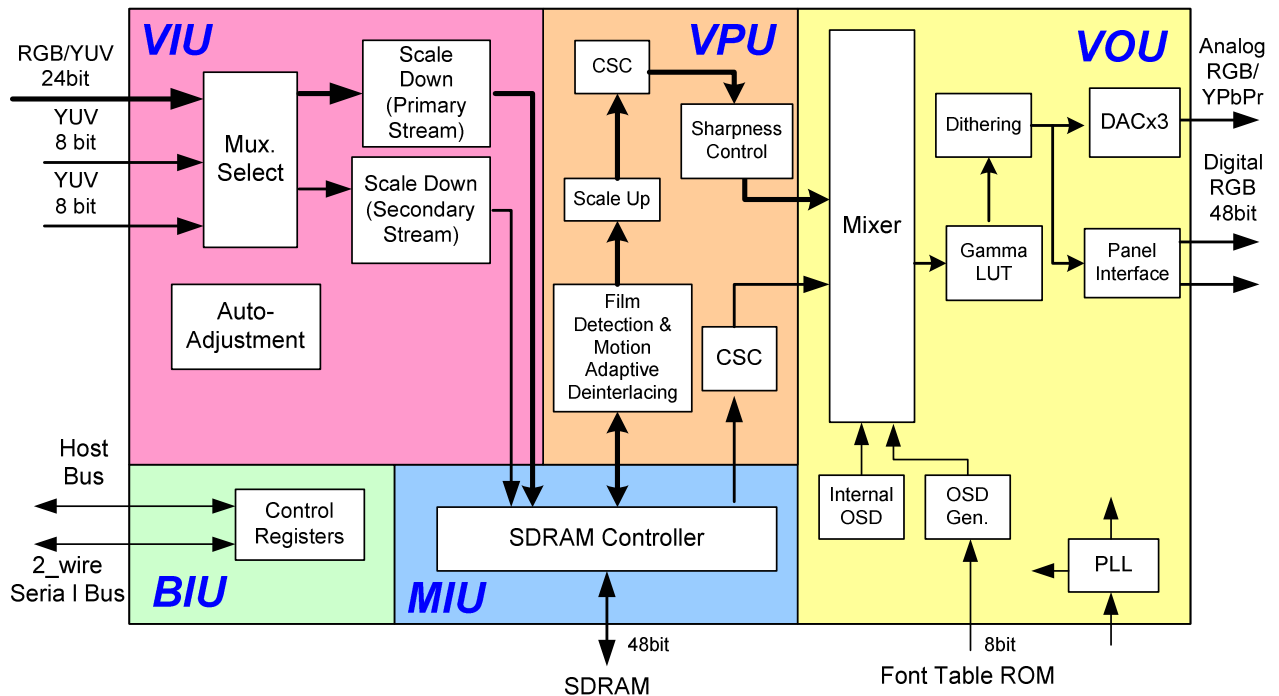 VIU
VPU
VOU
RGB/YUV
24bit
YUV
8 bit
YUV
8 bit
Mux.
Select
Scale
Down
(Primary
Stream)
Scale Down
(Secondary
Stream)
Auto-
Adjustment
CSC
Sharpness
Control
Scale Up
Film
Detection &
Motion
Adaptive
Deinterlacing
CSC
Mixer
Dithering
DACx3
Gamma
LUT
Panel
Interface
Analog
RGB/
YPbPr
Digital
RGB
48bit
Internal
OSD
OSD
Gen.
PLL
Host
Bus
2_wire
Seria l Bus
Control
Registers
BIU
SDRAM Controller
MIU
48bit
SDRAM
8bit
Font Table ROM